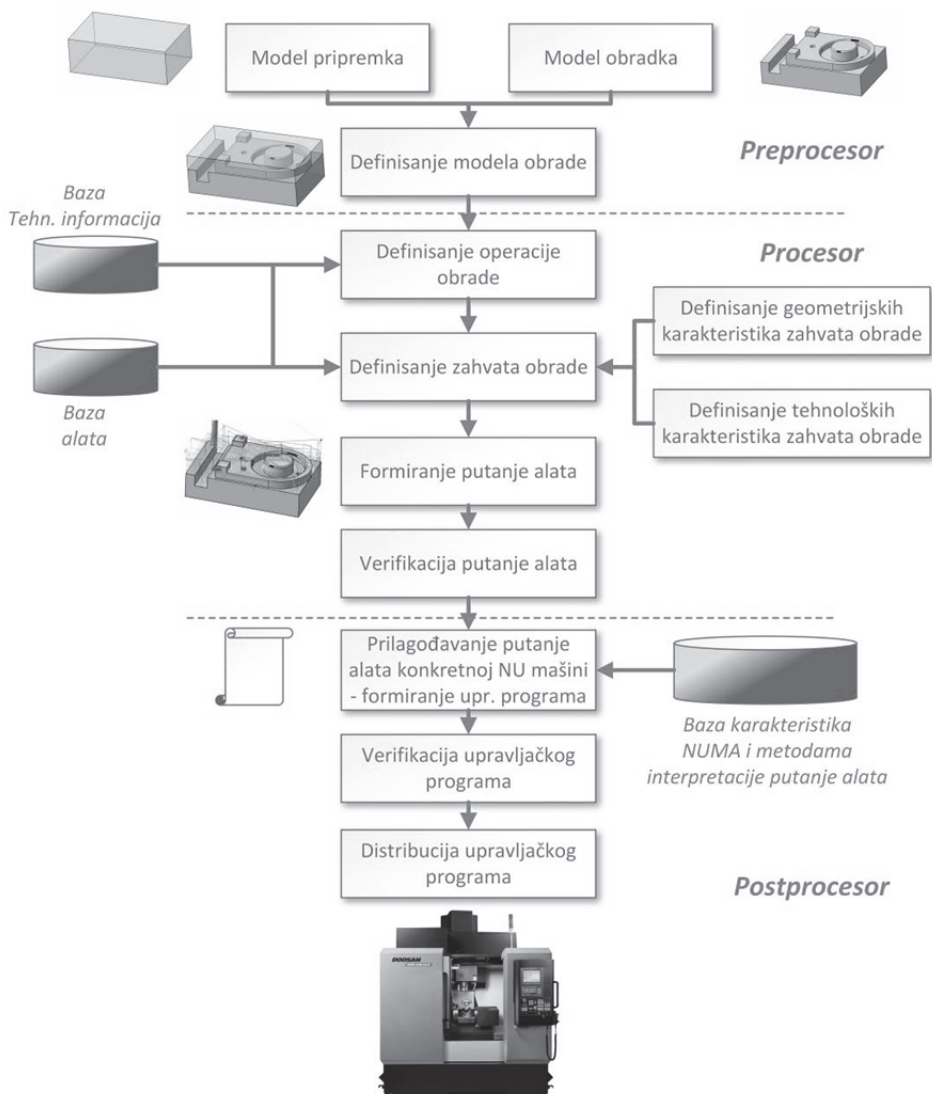 Model pripremka
Model obradka
Definisanje modela obrade
Preprocesor
Baza
Tehn. informacija
Definisanje operacije
obrade
Procesor
Definisanje geometrijskih
karakteristika zahvata obrade
Definisanje zahvata obrade
Baza
alata
Definisanje tehnoloških
karakteristika zahvata obrade
Formiranje putanje alata
Verifikacija putanje alata
Prilagođavanje putanje
alata konkretnoj NU mašini
- formiranje upr. programa
Baza karakteristika
NUMA i metodama
interpretacije putanje alata
Verifikacija upravljačkog
programa
Distribucija upravljačkog
programa
Postprocesor
DOOSAN